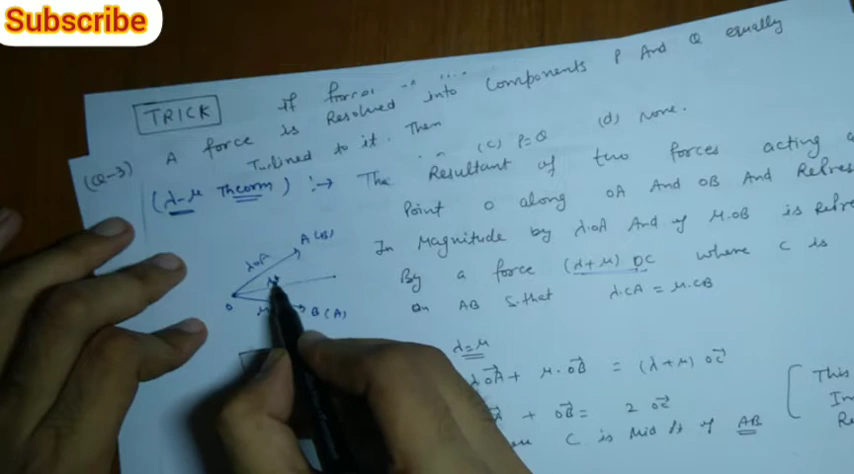 Subscribe
TRICK
If forces
A force is Resolved into Components P And Q equally
(Q-3)
Inclined to it. Then
(c) P=Q (d) None.
(λ-μ Theorm) :→ The Resultant of two forces acting
Point O along OA And OB And
In Magnitude by λ.OA And of μ.OB is
By a force (λ+μ) OC where C is
on AB S.that λ.CA = μ.CB
A(B)
O
B(A)
λ=μ
λOA + μ.OB = (λ+μ) OC
+ OB = 2 OC
C is Mid Pt of AB
This